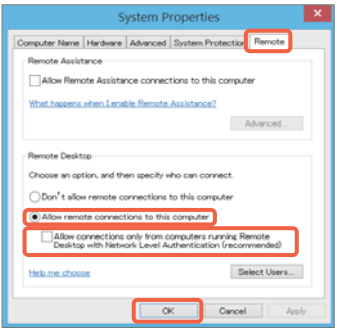 System Properties
Computer Name Hardware Advanced System Protection Remote
Remote Assistance
Allow Remote Assistance connections to this computer
What happens when I enable Remote Assistance?
Advanced...
Remote Desktop
Choose an option, and then specify who can connect.
Don't allow remote connections to this computer
Allow remote connections to this computer
Allow connections only from computers running Remote
Desktop with Network Level Authentication (recommended)
Help me choose
Select Users...
OK Cancel Apply